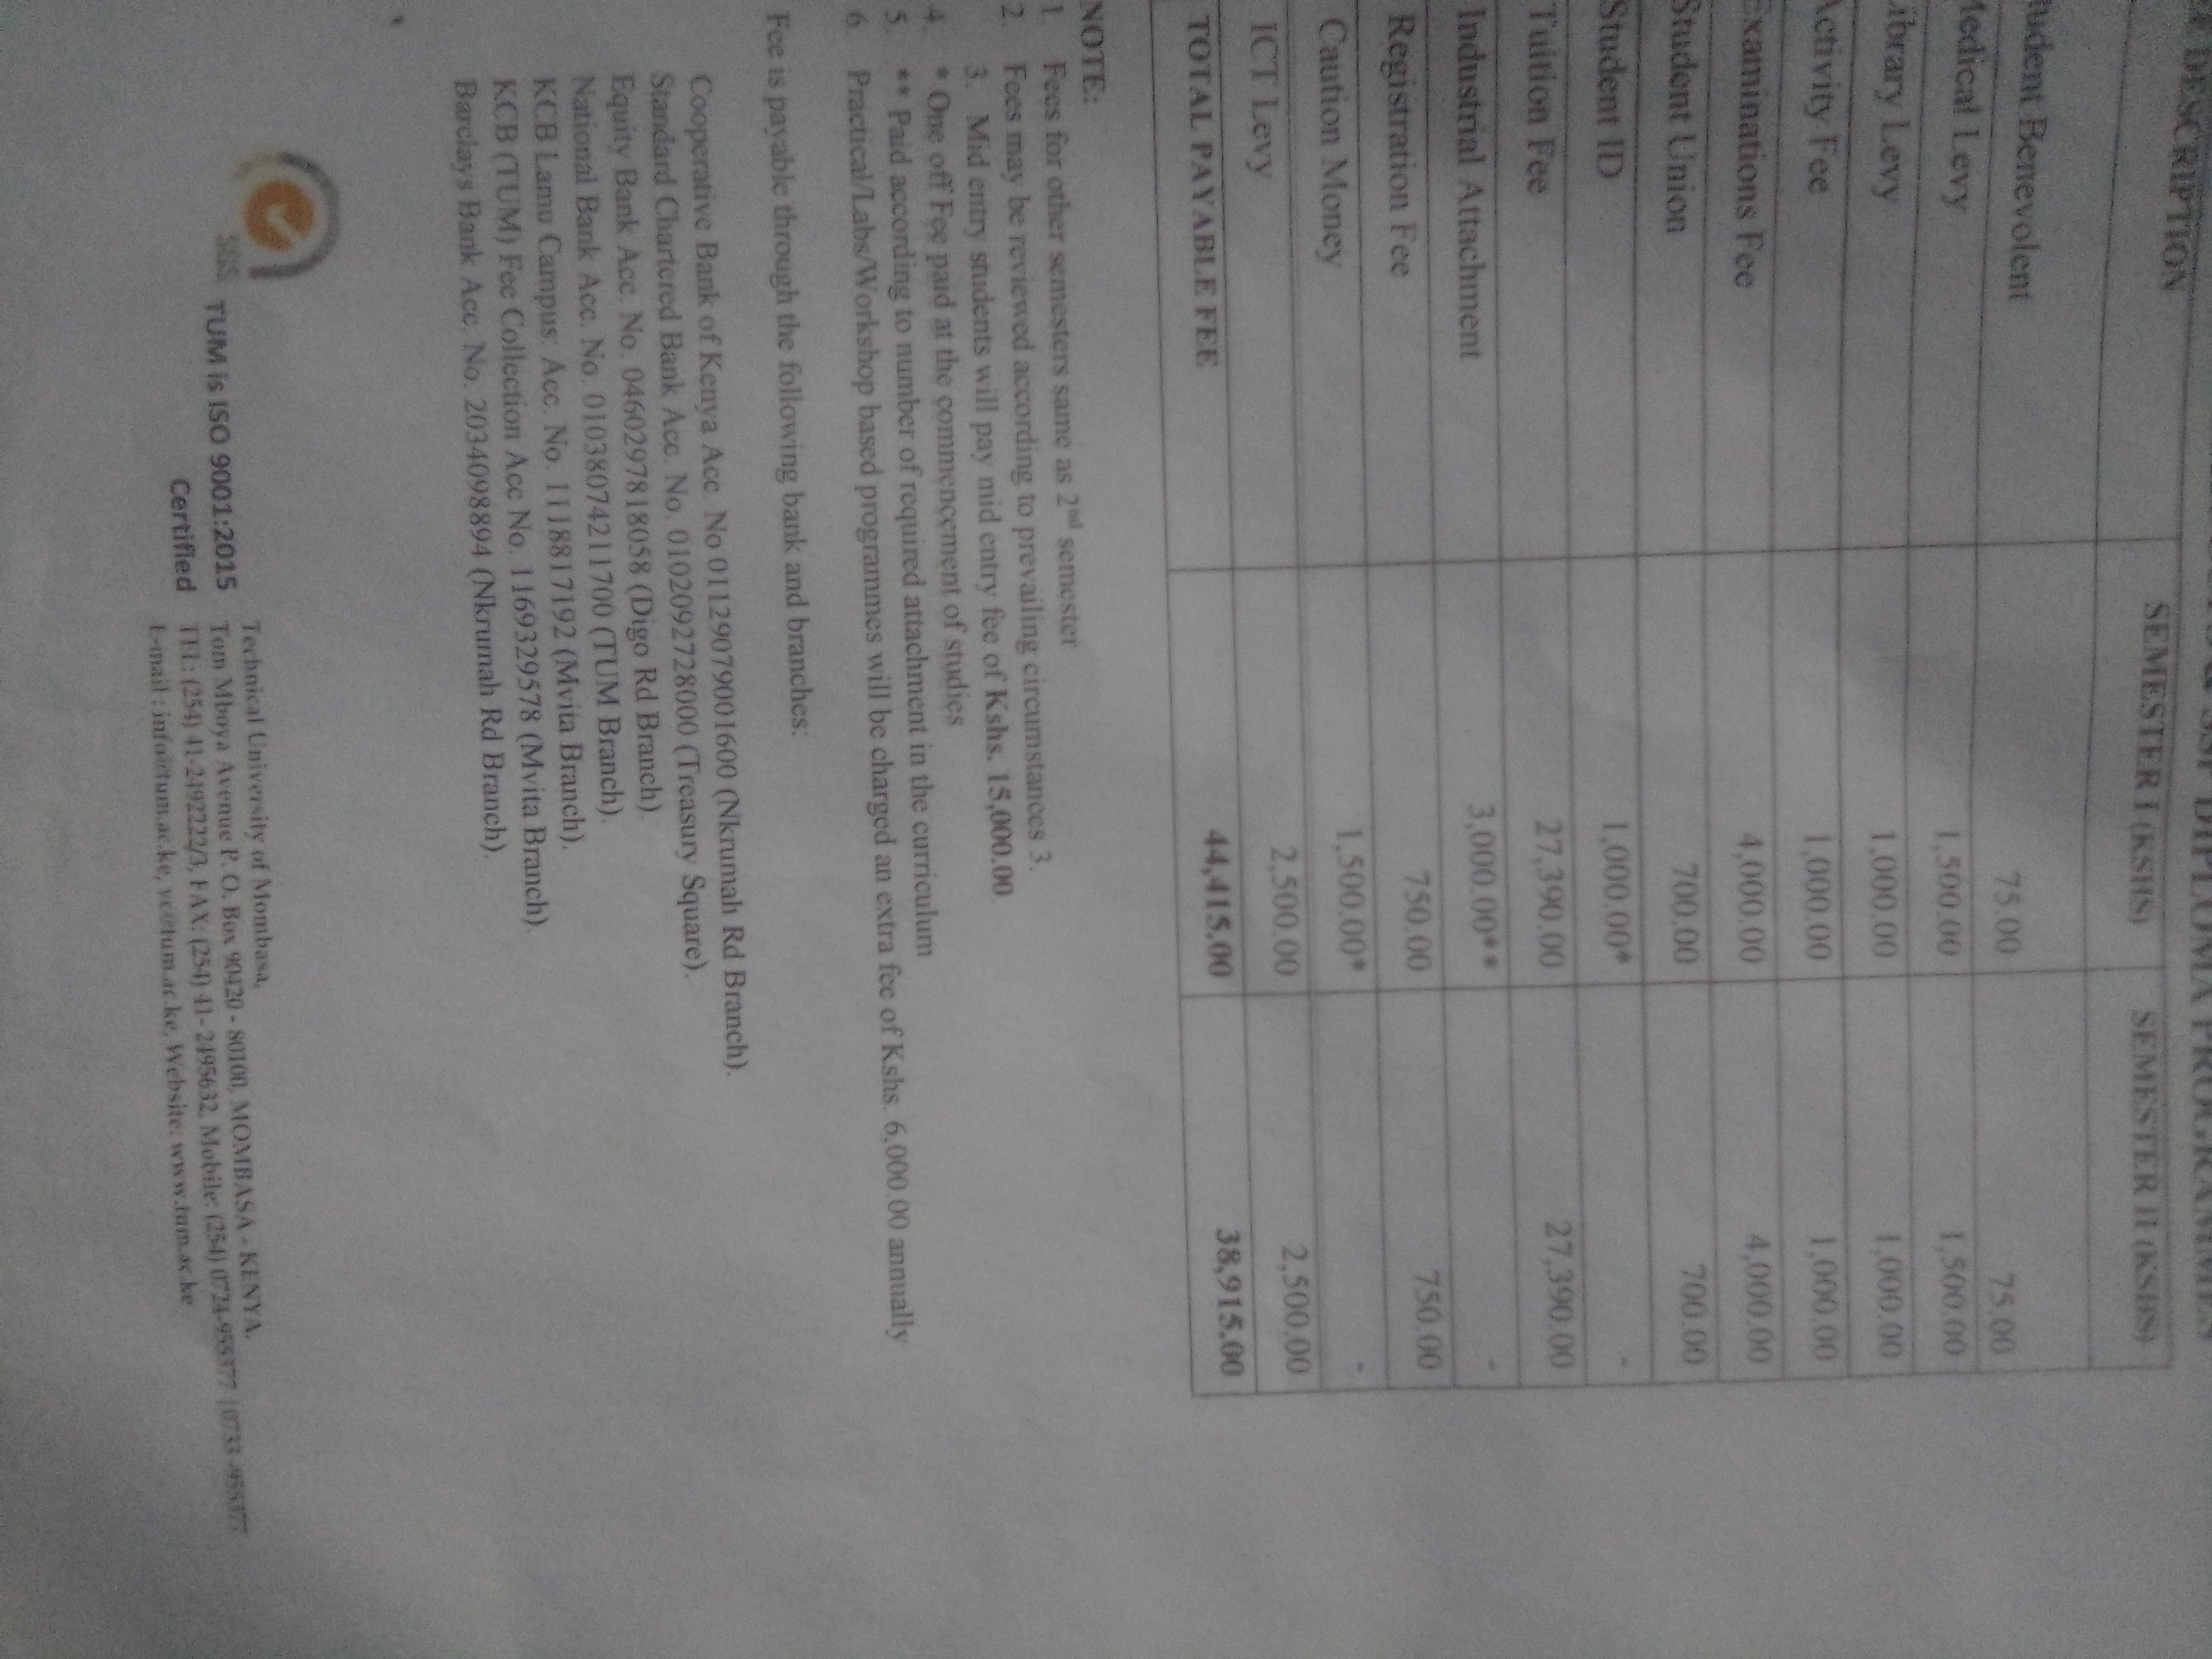 DIPLOMA PROGRAMMES
DESCRIPTION SEMESTER I (KSHS) SEMESTER II (KSHS)
tudent Benevolent 75.00 75.00
Medical Levy 1,500.00 1,500.00
ibrary Levy 1,000.00 1,000.00
Activity Fee 1,000.00 1,000.00
Examinations Fee 4,000.00 4,000.00
Student Union 700.00 700.00
Student ID 1,000.00* -
Tuition Fee 27,390.00 27,390.00
Industrial Attachment 3,000.00** -
Registration Fee 750.00 750.00
Caution Money 1,500.00* -
ICT Levy 2,500.00 2,500.00
TOTAL PAYABLE FEE 44,415.00 38,915.00
NOTE:
1. Fees for other semesters same as 2nd semester
2. Fees may be reviewed according to prevailing circumstances 3.
3. Mid entry students will pay mid entry fee of Kshs. 15,000.00.
4. * One off Fee paid at the commencement of studies
5. ** Paid according to number of required attachment in the curriculum
6. Practical/Labs/Workshop based programmes will be charged an extra fee of Kshs. 6,000.00 annually
Fee is payable through the following bank and branches:
Cooperative Bank of Kenya Acc. No 01129079001600 (Nkrumah Rd Branch).
Standard Chartered Bank Acc. No. 0102092728000 (Treasury Square).
Equity Bank Acc. No. 0460297818058 (Digo Rd Branch).
National Bank Acc. No. 01038074211700 (TUM Branch).
KCB Lamu Campus Acc. No. 1118817192 (Mvita Branch).
KCB (TUM) Fee Collection Acc No. 1169329578 (Mvita Branch).
Barclays Bank Acc. No. 2034098894 (Nkrumah Rd Branch).
TUM is ISO 9001:2015
Certified
Technical University of Mombasa,
Tom Mboya Avenue P. O. Box 90420 - 80100, MOMBASA - KENYA.
TEL: (254) 41-2492222/3, FAX: (254) 41- 2495632, Mobile: (254) 0724-955377 | 0733 -955377
E-mail : info@tum.ac.ke, vc@tum.ac.ke, Website: www.tum.ac.ke